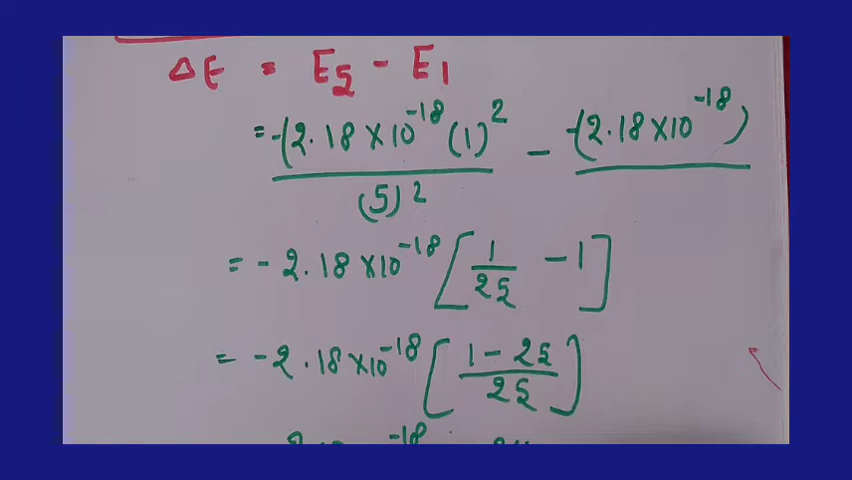 ΔE = E5 - E1
= -(2.18×10^-18 (1)^2 / (5)^2 - -(2.18×10^-18)
= -2.18×10^-18 [1/25 - 1]
= -2.18×10^-18 [1-25/25]